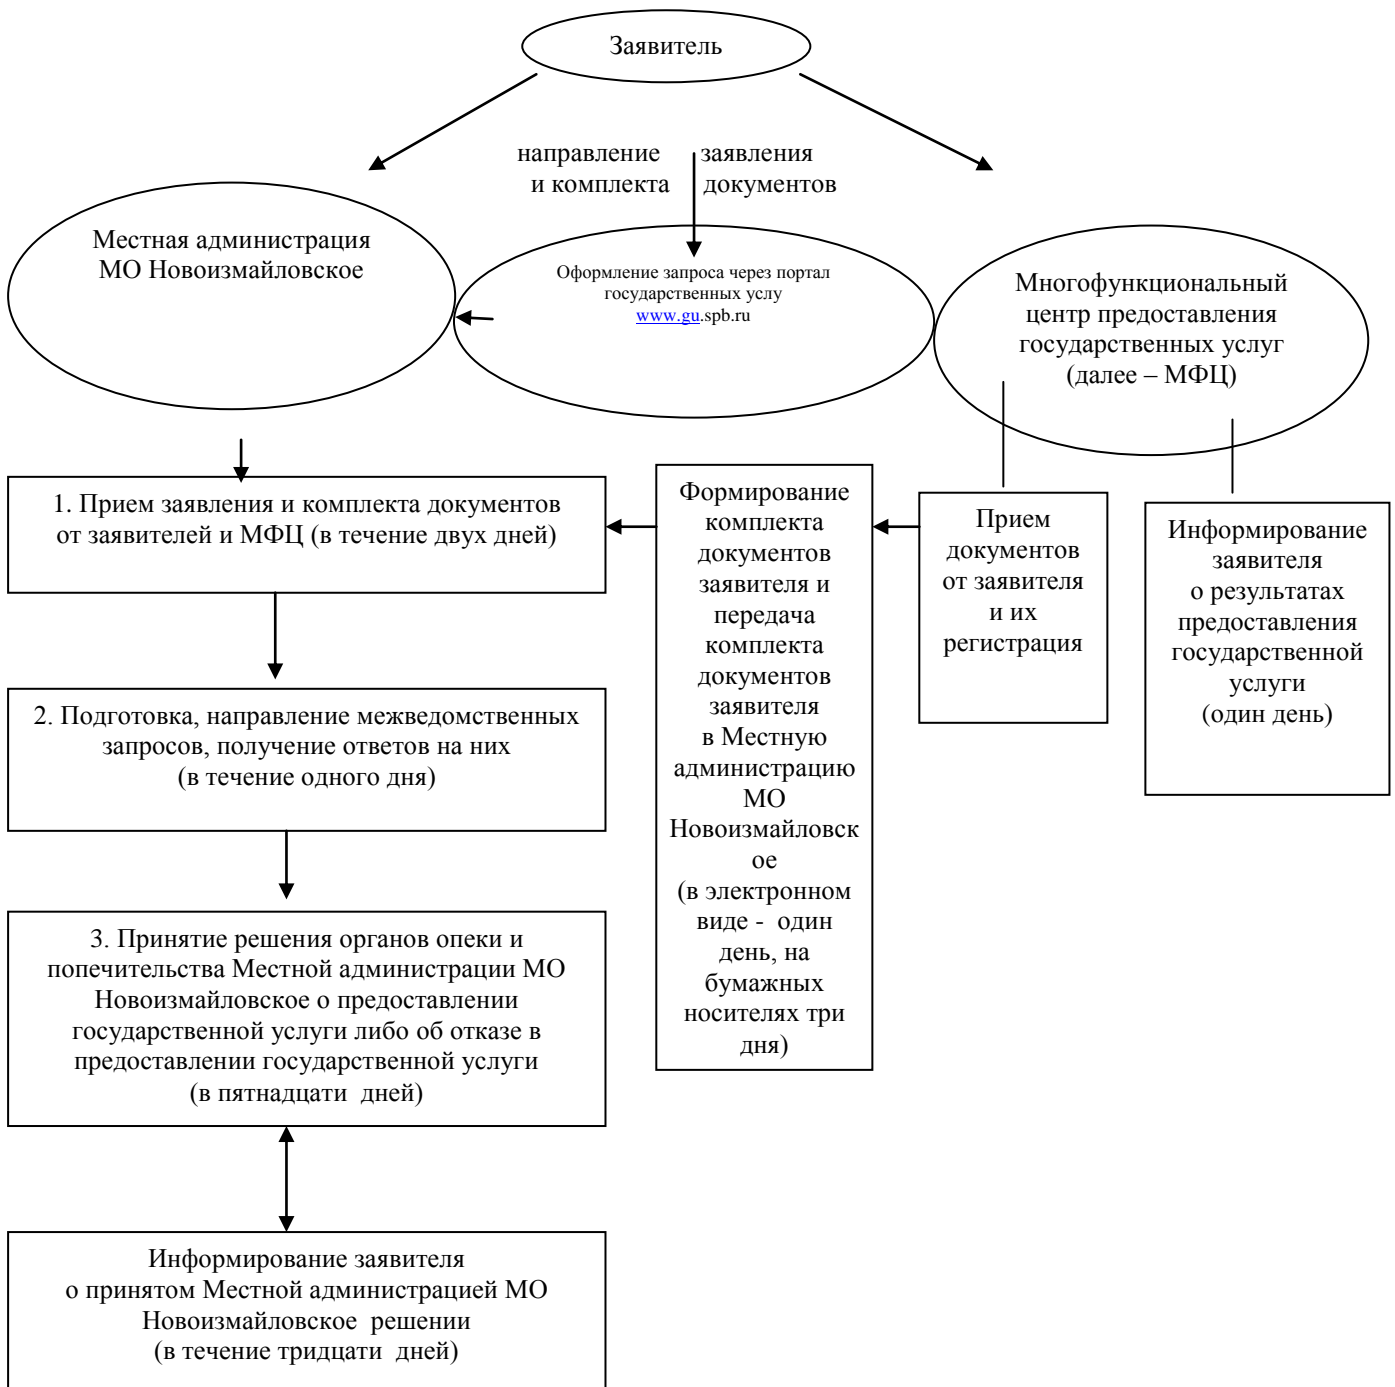 Заявитель
направление заявления
и комплекта документов
Местная администрация
МО Новоизмайловское
Оформление запроса через портал
государственных услу
www.gu.spb.ru
Многофункциональный
центр предоставления
государственных услуг
(далее – МФЦ)
1. Прием заявления и комплекта документов
от заявителей и МФЦ (в течение двух дней)
Формирование
комплекта
документов
заявителя и
передача
комплекта
документов
заявителя
в Местную
администрацию
МО
Новоизмайловск
ое
(в электронном
виде - один
день, на
бумажных
носителях три
дня)
Прием
документов
от заявителя
и их
регистрация
Информирование
заявителя
о результатах
предоставления
государственной
услуги
(один день)
2. Подготовка, направление межведомственных
запросов, получение ответов на них
(в течение одного дня)
3. Принятие решения органов опеки и
попечительства Местной администрации МО
Новоизмайловское о предоставлении
государственной услуги либо об отказе в
предоставлении государственной услуги
(в пятнадцати дней)
Информирование заявителя
о принятом Местной администрацией МО
Новоизмайловское решении
(в течение тридцати дней)